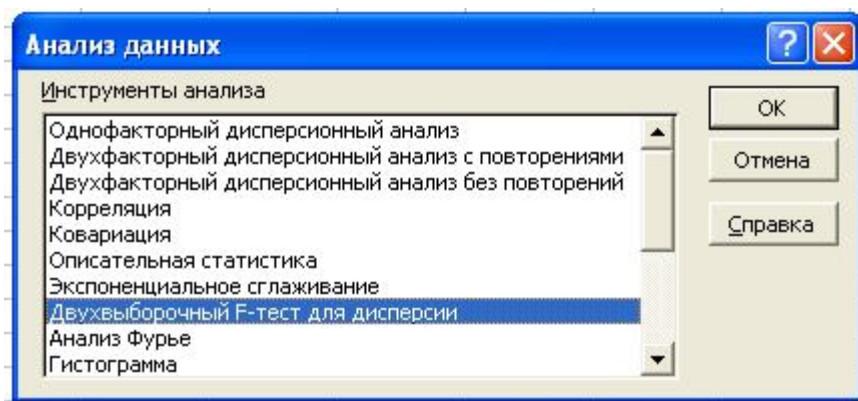 Анализ данных
Инструменты анализа
Однофакторный дисперсионный анализ
Двухфакторный дисперсионный анализ с повторениями
Двухфакторный дисперсионный анализ без повторений
Корреляция
Ковариация
Описательная статистика
Экспоненциальное сглаживание
Двухвыборочный F-тест для дисперсии
Анализ Фурье
Гистограмма
OK
Отмена
Справка